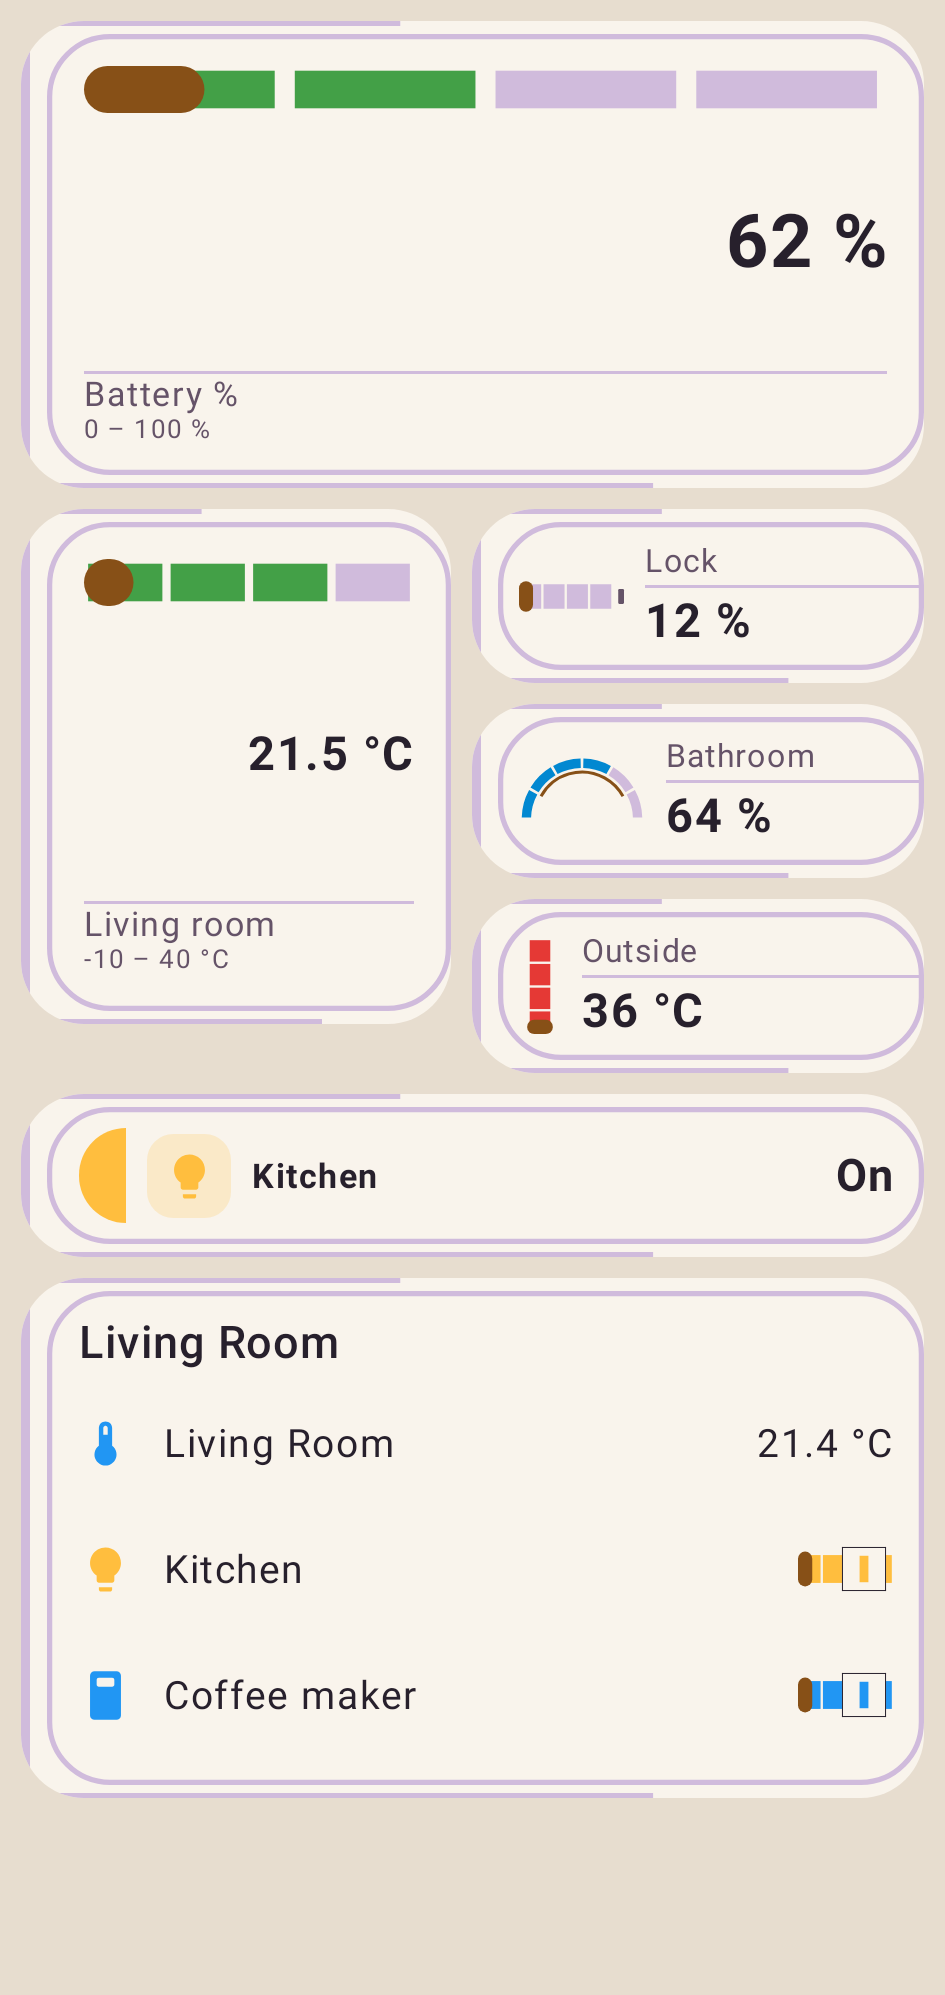 62 %
Battery %
0 – 100 %
21.5 °C
Living room
-10 – 40 °C
Lock
12 %
Bathroom
64 %
Outside
36 °C
Kitchen
On
Living Room
Living Room 21.4 °C
Kitchen
Coffee maker